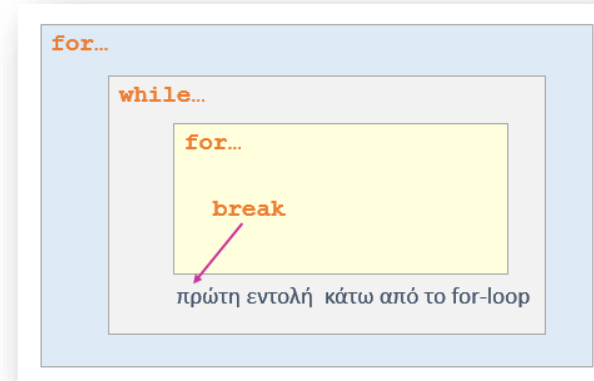 for…
while…
for…
break
πρώτη εντολή κάτω από το for-loop